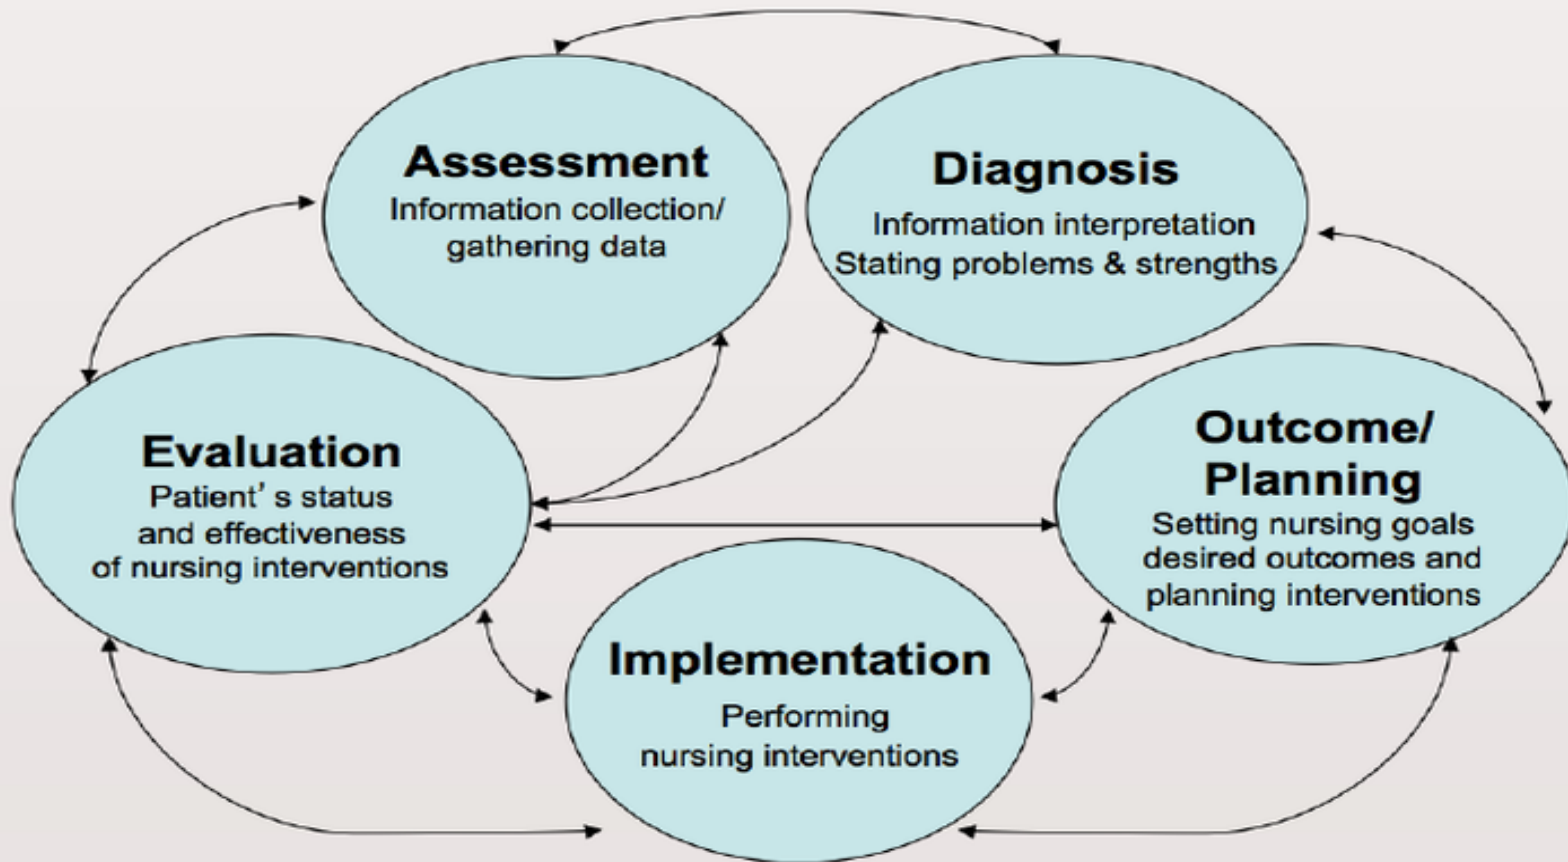 Assessment
Information collection/
gathering data
Diagnosis
Information interpretation
Stating problems & strengths
Evaluation
Patient’s status
and effectiveness
of nursing interventions
Outcome/
Planning
Setting nursing goals
desired outcomes and
planning interventions
Implementation
Performing
nursing interventions